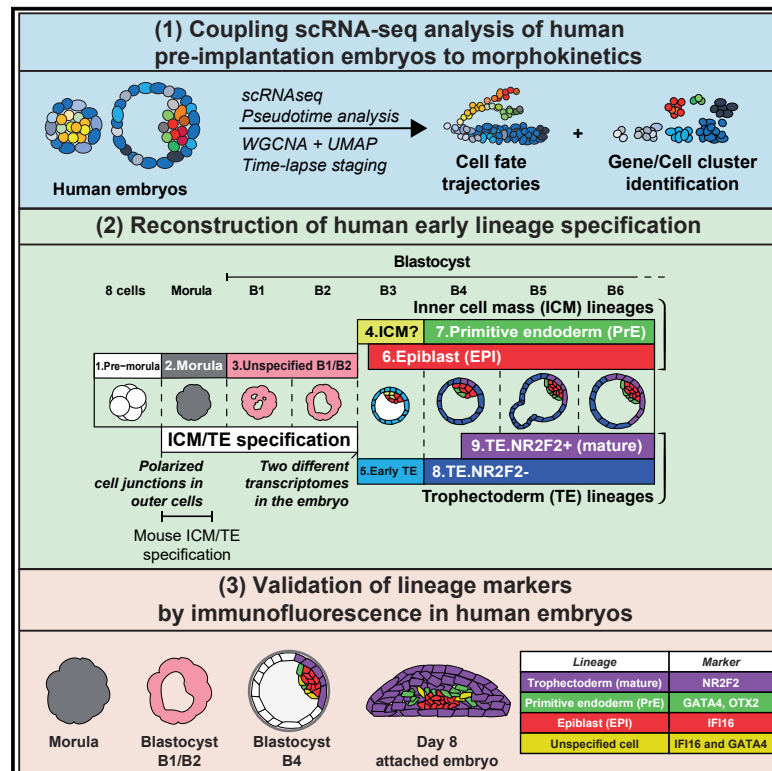 (1) Coupling scRNA-seq analysis of human
pre-implantation embryos to morphokinetics
scRNAseq
Pseudotime analysis
WGCNA + UMAP
Time-lapse staging
Human embryos
Cell fate
trajectories
+
Gene/Cell cluster
identification
(2) Reconstruction of human early lineage specification
Blastocyst
8 cells Morula B1 B2 B3 B4 B5 B6
Inner cell mass (ICM) lineages
4.ICM? 7.Primitive endoderm (PrE)
6.Epiblast (EPI)
1.Pre-morula 2.Morula 3.Unspecified B1/B2
ICM/TE specification
9.TE.NR2F2+ (mature)
5.Early TE 8.TE.NR2F2-
Trophectoderm (TE) lineages
Polarized
cell junctions in
outer cells
Two different
transcriptomes
in the embryo
Mouse ICM/TE
specification
(3) Validation of lineage markers
by immunofluorescence in human embryos
Morula
Blastocyst
B1/B2
Blastocyst
B4
Day 8
attached embryo
Lineage Marker
Trophectoderm (mature) NR2F2
Primitive endoderm (PrE) GATA4, OTX2
Epiblast (EPI) IFI16
Unspecified cell IFI16 and GATA4